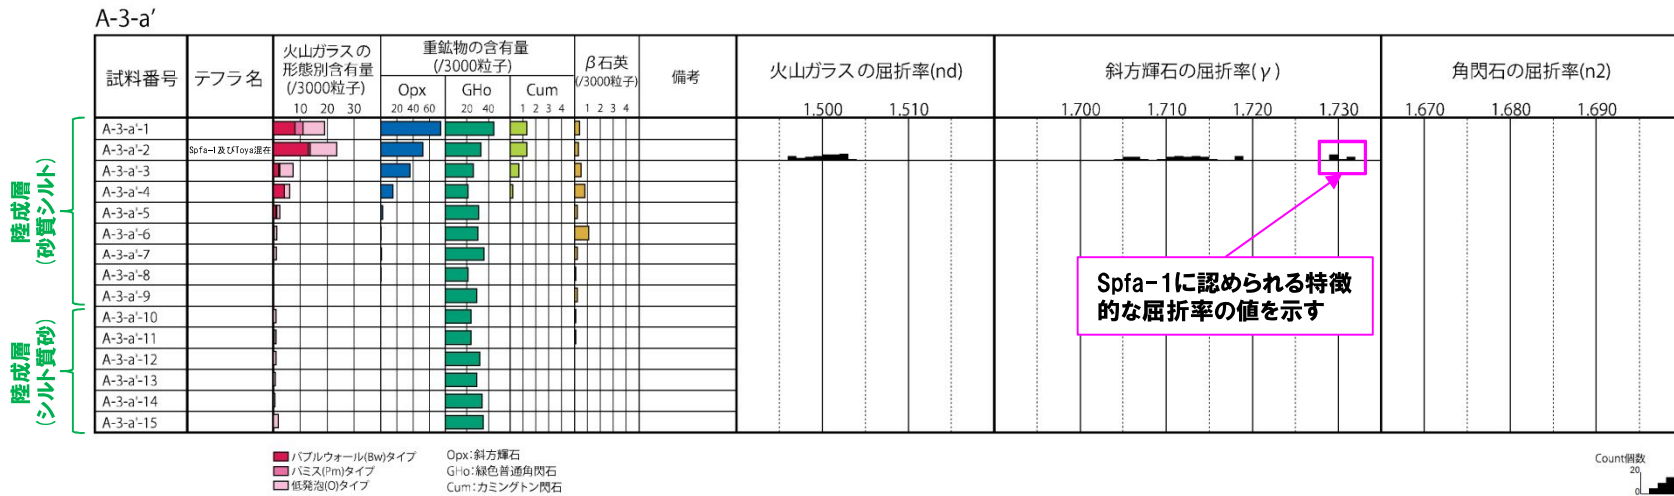 A-3-a'
試料番号
テフラ名
火山ガラスの
形態別含有量
(/3000粒子)
10 20 30
重鉱物の含有量
(/3000粒子)
Opx
20 40 60
GHo
20 40
Cum
1 2 3 4
β石英
(/3000粒子)
1 2 3 4
備考
火山ガラスの屈折率(nd)
1,500 1,510
斜方輝石の屈折率(γ)
1,700 1,710 1,720 1,730
角閃石の屈折率(n2)
1,670 1,680 1,690
陸成層
(砂質シルト)
陸成層
(シルト質砂)
A-3-a'-1
A-3-a'-2 Spfa-1及びToya混在
A-3-a'-3
A-3-a'-4
A-3-a'-5
A-3-a'-6
A-3-a'-7
A-3-a'-8
A-3-a'-9
A-3-a'-10
A-3-a'-11
A-3-a'-12
A-3-a'-13
A-3-a'-14
A-3-a'-15
Spfa-1に認められる特徴
的な屈折率の値を示す
バブルウォール(Bw)タイプ
パミス(Pm)タイプ
低発泡(O)タイプ
Opx:斜方輝石
GHo:緑色普通角閃石
Cum:カミングトン閃石
Count個数
20
0